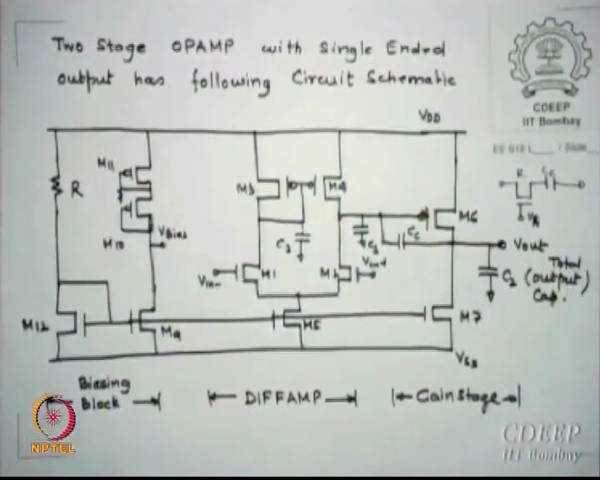 Two Stage OPAMP with Single Ended
output has following Circuit Schematic
CDEEP
IIT Bombay
VDD
M11
R
M3
M4
M6
R
Cc
VR
M10
VBias
C3
Cc
Vout
Vin-
M1
M2
C2
Total
(output)
Cap.
M12
M9
M5
M7
VSS
Biasing
Block
DIFFAMP
Gain Stage
NPTEL
CDEEP
IIT Bombay